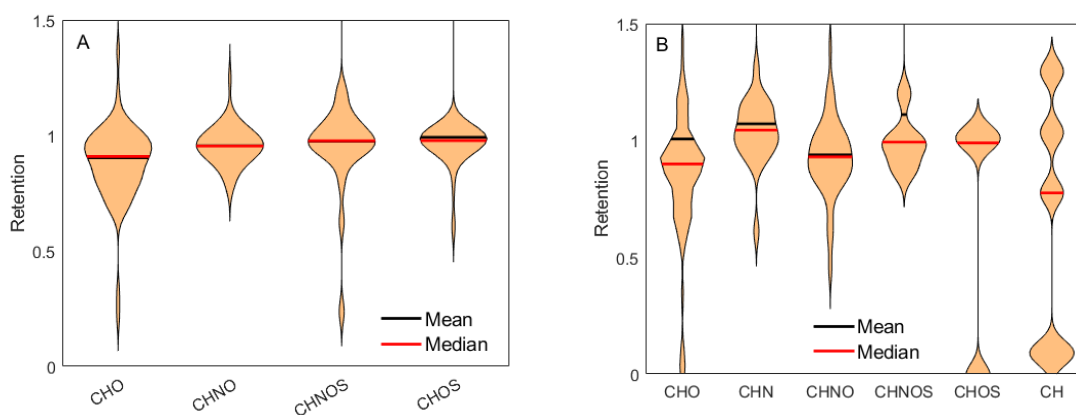 A
1.5
1
0.5
0
Retention
Mean
Median
CHO
CHNO
CHNOS
CHOS
B
1.5
1
0.5
0
Retention
Mean
Median
CHO
CHN
CHNO
CHNOS
CHOS
CH